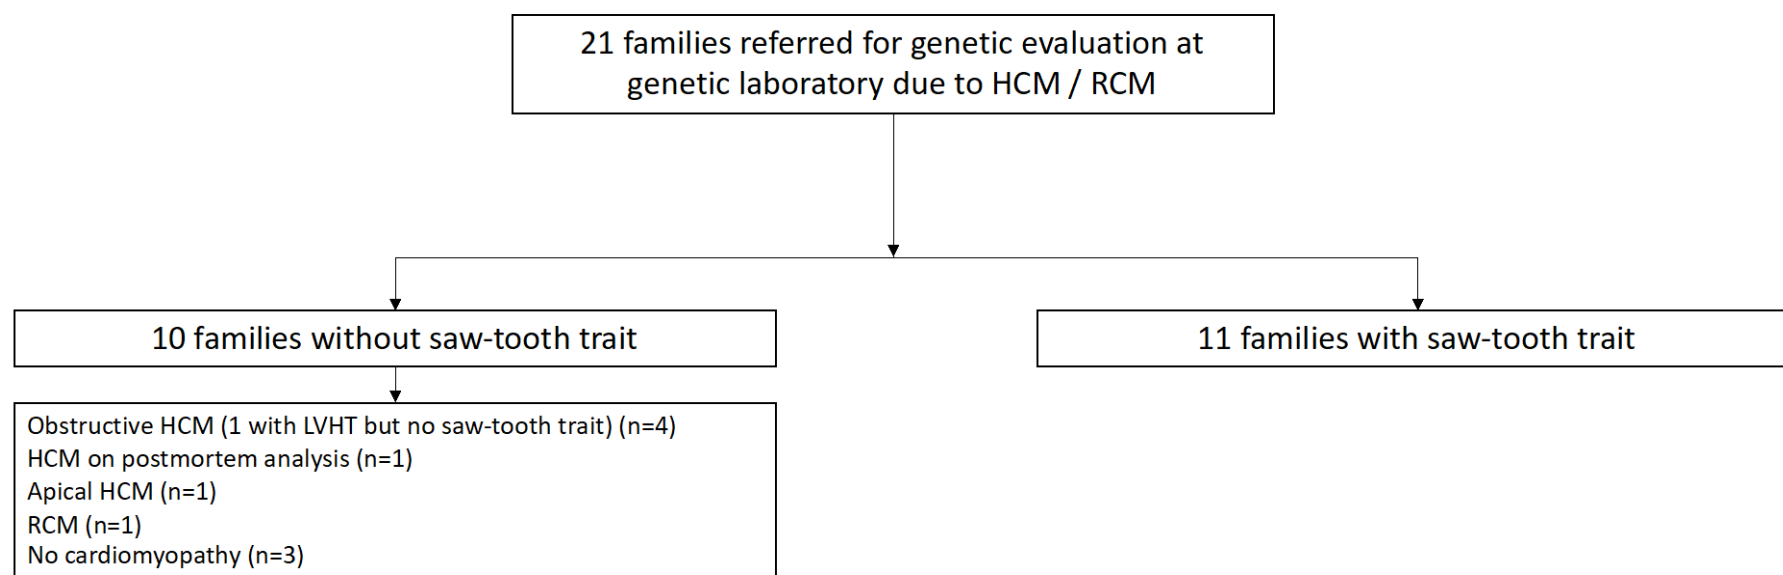 21 families referred for genetic evaluation at
genetic laboratory due to HCM / RCM
10 families without saw-tooth trait
11 families with saw-tooth trait
Obstructive HCM (1 with LVHT but no saw-tooth trait) (n=4)
HCM on postmortem analysis (n=1)
Apical HCM (n=1)
RCM (n=1)
No cardiomyopathy (n=3)